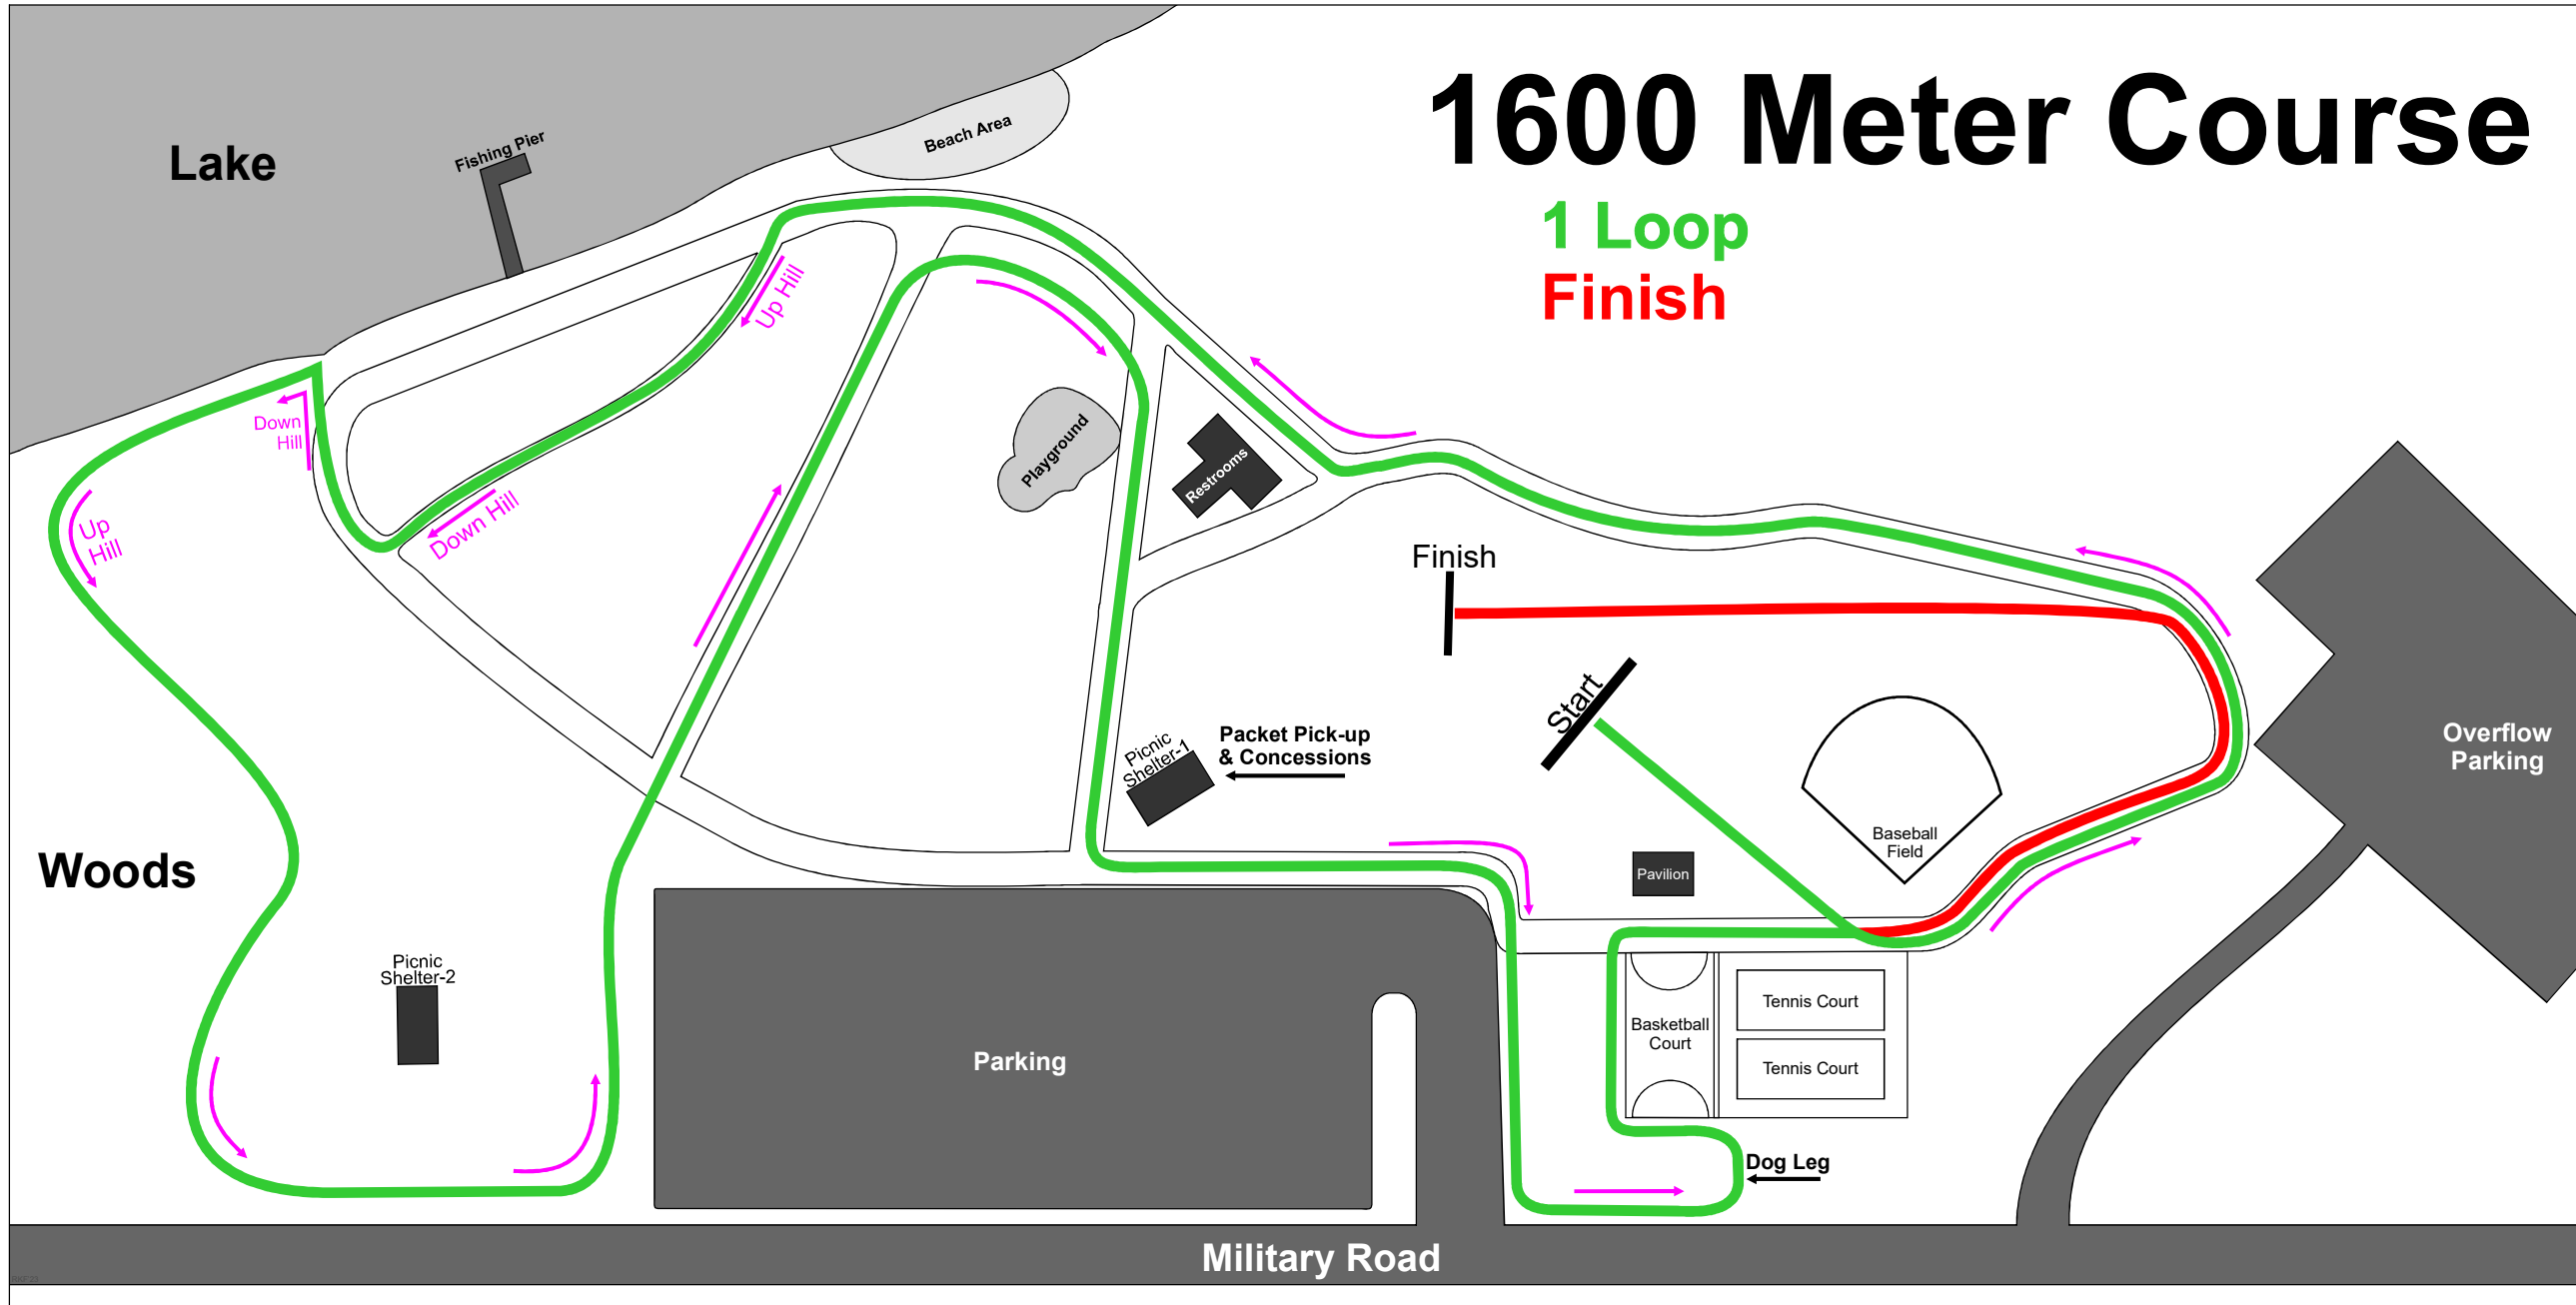 1600 Meter Course
1 Loop
Finish
Lake
Fishing Pier
Beach Area
Up Hill
Down
Hill
Down Hill
Up
Hill
Playground
Restrooms
Finish
Start
Packet Pick-up
& Concessions
Picnic
Shelter-1
Overflow
Parking
Baseball
Field
Pavilion
Woods
Picnic
Shelter-2
Parking
Basketball
Court
Tennis Court
Tennis Court
Dog Leg
Military Road